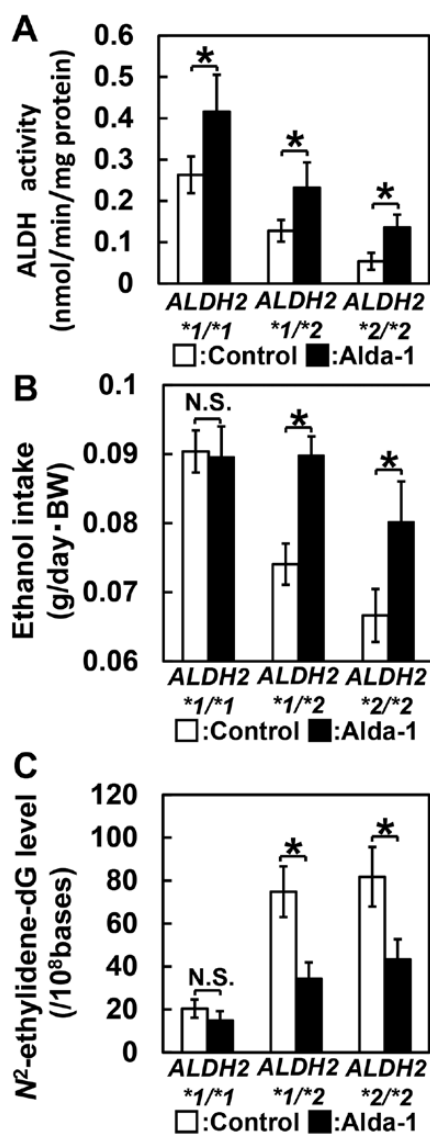 A
ALDH activity
(nmol/min/mg protein)
0.6
0.5
0.4
0.3
0.2
0.1
0
*
*
*
ALDH2 ALDH2 ALDH2
*1/*1 *1/*2 *2/*2
:Control :Alda-1
B
Ethanol intake
(g/day・BW)
0.1
0.09
0.08
0.07
0.06
N.S.
*
*
ALDH2 ALDH2 ALDH2
*1/*1 *1/*2 *2/*2
:Control :Alda-1
C
N²-ethylidene-dG level
(/10⁸bases)
120
100
80
60
40
20
0
N.S.
*
*
ALDH2 ALDH2 ALDH2
*1/*1 *1/*2 *2/*2
:Control :Alda-1